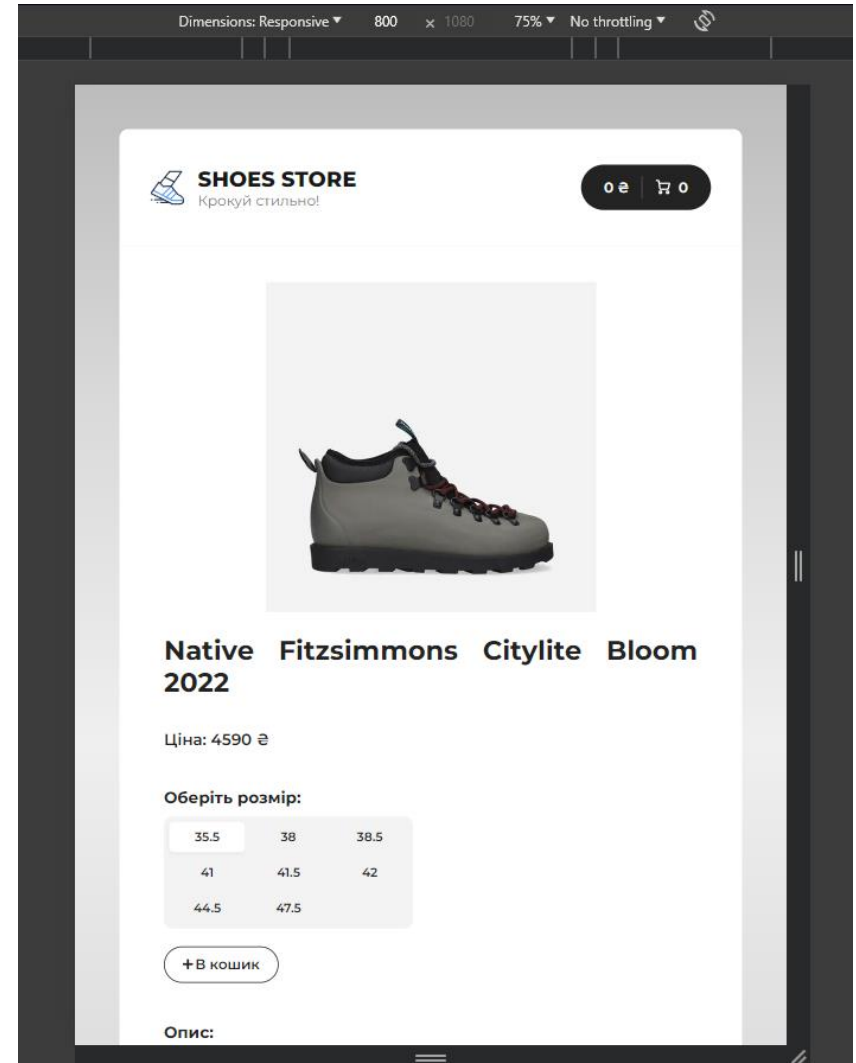 Dimensions: Responsive 800 × 1080 75% No throttling
SHOES STORE
Крокуй стильно!
0 ₴ 0
Native Fitzsimmons Citylite Bloom
2022
Ціна: 4590 ₴
Оберіть розмір:
35.5 38 38.5
41 41.5 42
44.5 47.5
+В кошик
Опис: